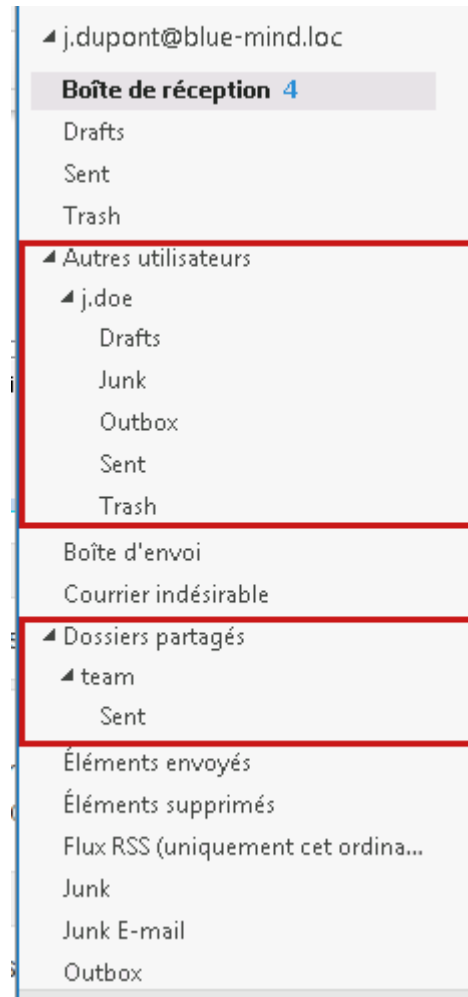 j.dupont@blue-mind.loc
Boîte de réception 4
Drafts
Sent
Trash
Autres utilisateurs
j.doe
Drafts
Junk
Outbox
Sent
Trash
Boîte d'envoi
Courrier indésirable
Dossiers partagés
team
Sent
Éléments envoyés
Éléments supprimés
Flux RSS (uniquement cet ordina...
Junk
Junk E-mail
Outbox